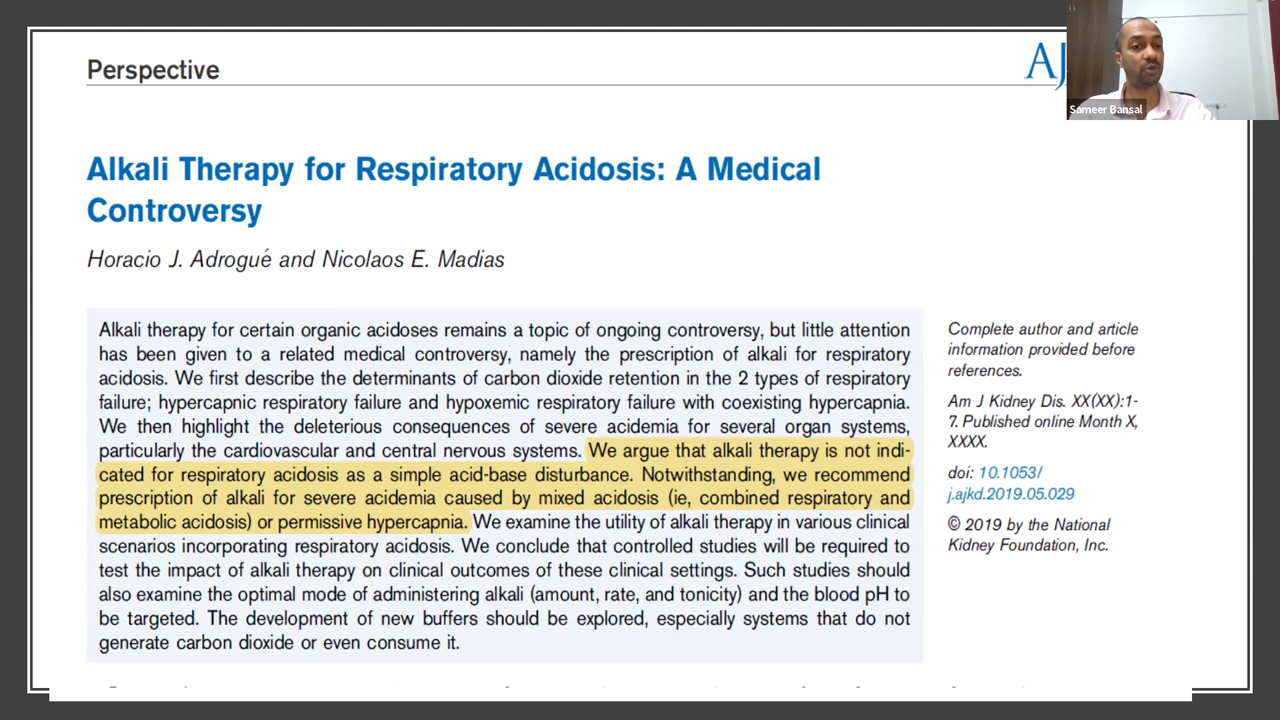 Perspective
AJ
Sameer Bansal
Alkali Therapy for Respiratory Acidosis: A Medical
Controversy
Horacio J. Adrogué and Nicolaos E. Madias
Alkali therapy for certain organic acidoses remains a topic of ongoing controversy, but little attention
has been given to a related medical controversy, namely the prescription of alkali for respiratory
acidosis. We first describe the determinants of carbon dioxide retention in the 2 types of respiratory
failure; hypercapnic respiratory failure and hypoxemic respiratory failure with coexisting hypercapnia.
We then highlight the deleterious consequences of severe acidemia for several organ systems,
particularly the cardiovascular and central nervous systems. We argue that alkali therapy is not indi-
cated for respiratory acidosis as a simple acid-base disturbance. Notwithstanding, we recommend
prescription of alkali for severe acidemia caused by mixed acidosis (ie, combined respiratory and
metabolic acidosis) or permissive hypercapnia. We examine the utility of alkali therapy in various clinical
scenarios incorporating respiratory acidosis. We conclude that controlled studies will be required to
test the impact of alkali therapy on clinical outcomes of these clinical settings. Such studies should
also examine the optimal mode of administering alkali (amount, rate, and tonicity) and the blood pH to
be targeted. The development of new buffers should be explored, especially systems that do not
generate carbon dioxide or even consume it.
Complete author and article
information provided before
references.
Am J Kidney Dis. XX(XX):1-
7. Published online Month X,
XXXX.
doi: 10.1053/
j.ajkd.2019.05.029
© 2019 by the National
Kidney Foundation, Inc.